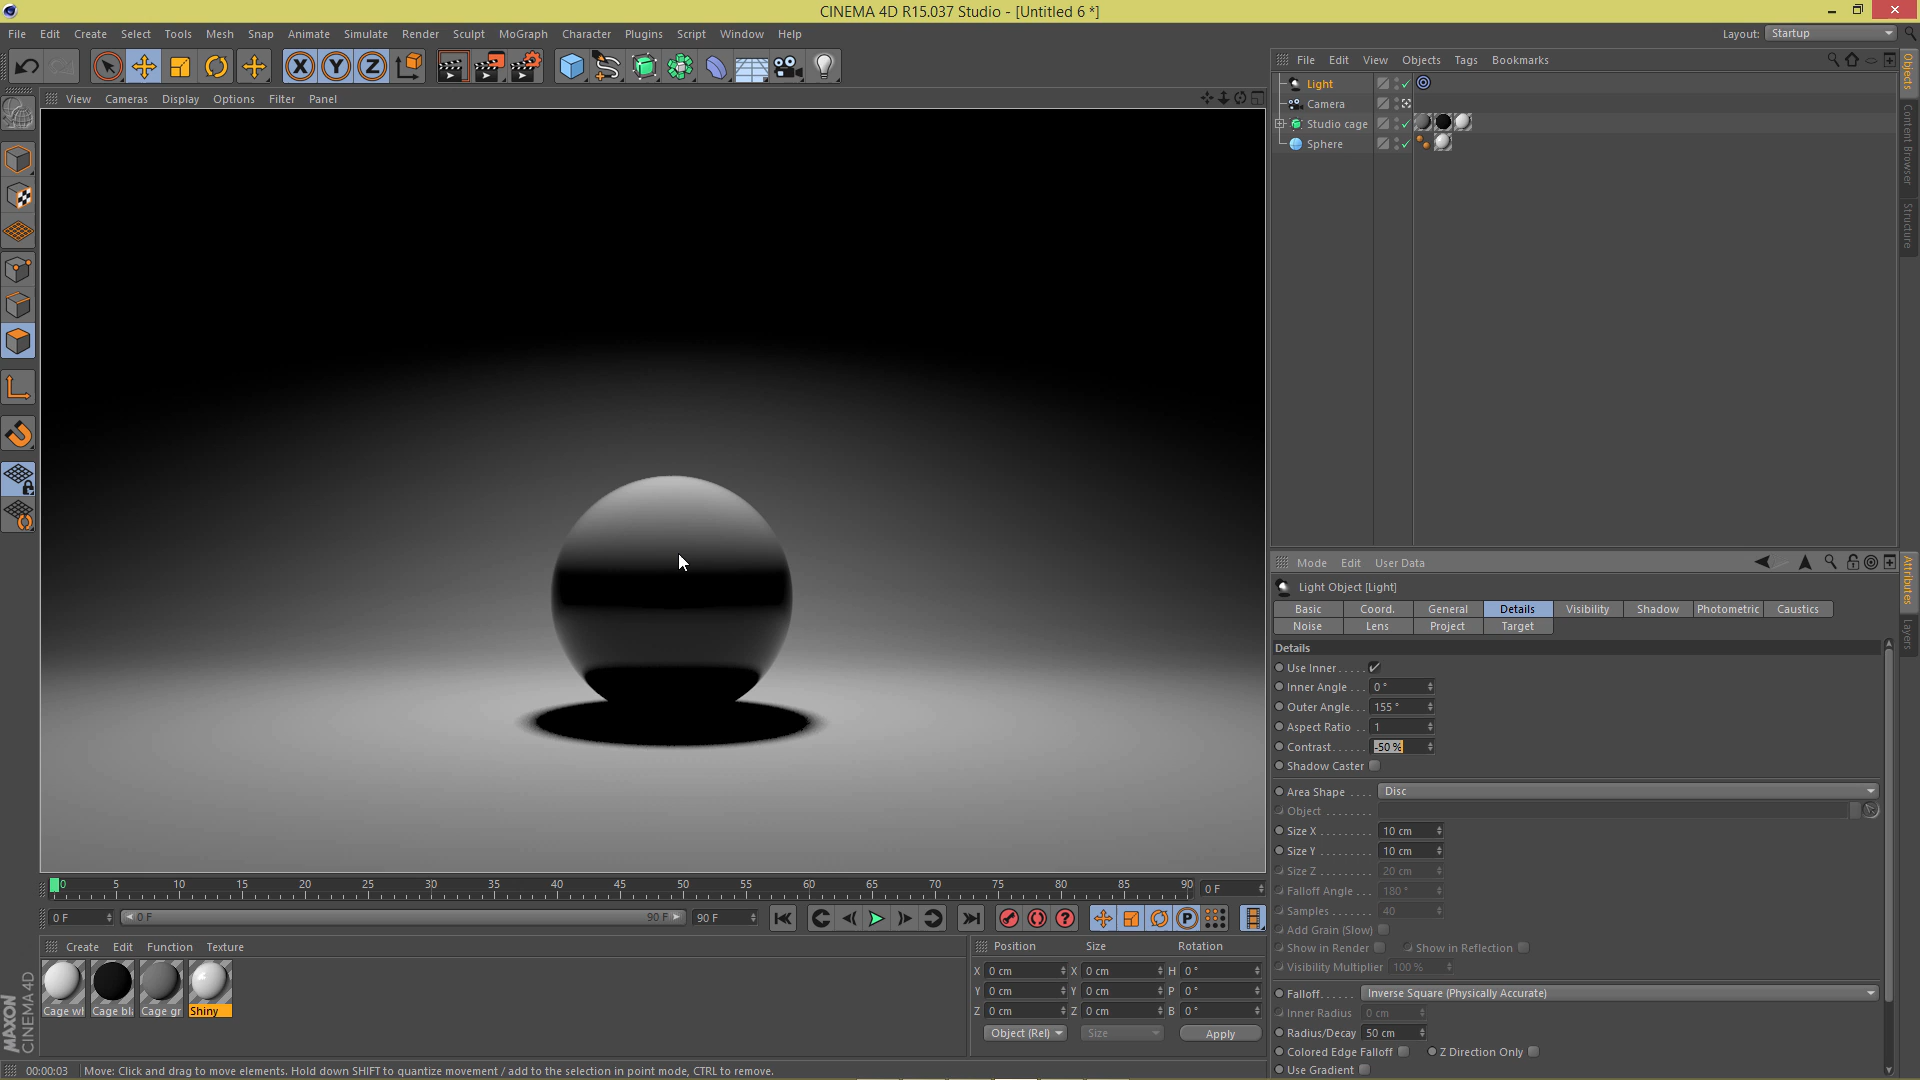 CINEMA 4D R15.037 Studio - [Untitled 6 *]
File Edit Create Select Tools Mesh Snap Animate Simulate Render Sculpt MoGraph Character Plugins Script Window Help
Layout: Startup
File Edit View Objects Tags Bookmarks
View Cameras Display Options Filter Panel
Light
Camera
Studio cage
Sphere
Objects
Content Browser
Structure
Mode Edit User Data
Light Object [Light]
Basic Coord. General Details Visibility Shadow Photometric Caustics
Noise Lens Project Target
Details
Use Inner.....
Inner Angle... 0 °
Outer Angle... 155 °
Aspect Ratio .. 1
Contrast...... -50 %
Shadow Caster
Area Shape .... Disc
Object ........
Size X ......... 10 cm
Size Y ......... 10 cm
Size Z ......... 20 cm
Falloff Angle ... 180 °
Samples ....... 40
Add Grain (Slow)
Show in Render Show in Reflection
Visibility Multiplier 100 %
Falloff...... Inverse Square (Physically Accurate)
Inner Radius 0 cm
Radius/Decay 50 cm
Colored Edge Falloff Z Direction Only
Use Gradient
Attributes
Layers
0 5 10 15 20 25 30 35 40 45 50 55 60 65 70 75 80 85 90 0 F
0 F 0 F 90 F 90 F
Create Edit Function Texture
Cage wl Cage bl Cage gr Shiny
Position Size Rotation
X 0 cm X 0 cm H 0 °
Y 0 cm Y 0 cm P 0 °
Z 0 cm Z 0 cm B 0 °
Object (Rel) Size Apply
MAXON
CINEMA 4D
00:00:03 Move: Click and drag to move elements. Hold down SHIFT to quantize movement / add to the selection in point mode, CTRL to remove.